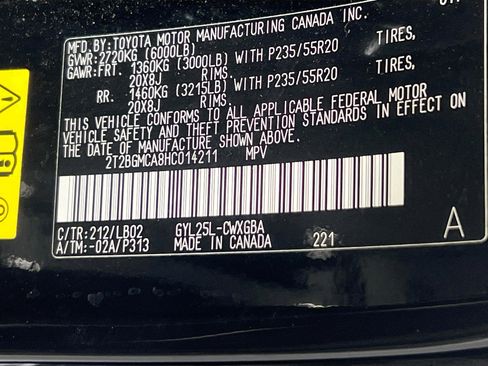 MFD.BY:TOYOTA MOTOR MANUFACTURING CANADA INC.
GVWR:2720KG (6000LB)
GAWR:FRT. 1360KG (3000LB) WITH P235/55R20 TIRES,
20X8J RIMS.
RR. 1460KG (3215LB) WITH P235/55R20 TIRES,
20X8J RIMS.
THIS VEHICLE CONFORMS TO ALL APPLICABLE FEDERAL MOTOR
VEHICLE SAFETY AND THEFT PREVENTION STANDARDS IN EFFECT ON
THE DATE OF MANUFACTURE SHOWN ABOVE.
2T2BGMCA8HC014211 MPV
C/TR:212/LB02 GYL25L-CWXGBA
A/TM:-02A/P313 MADE IN CANADA 221
A